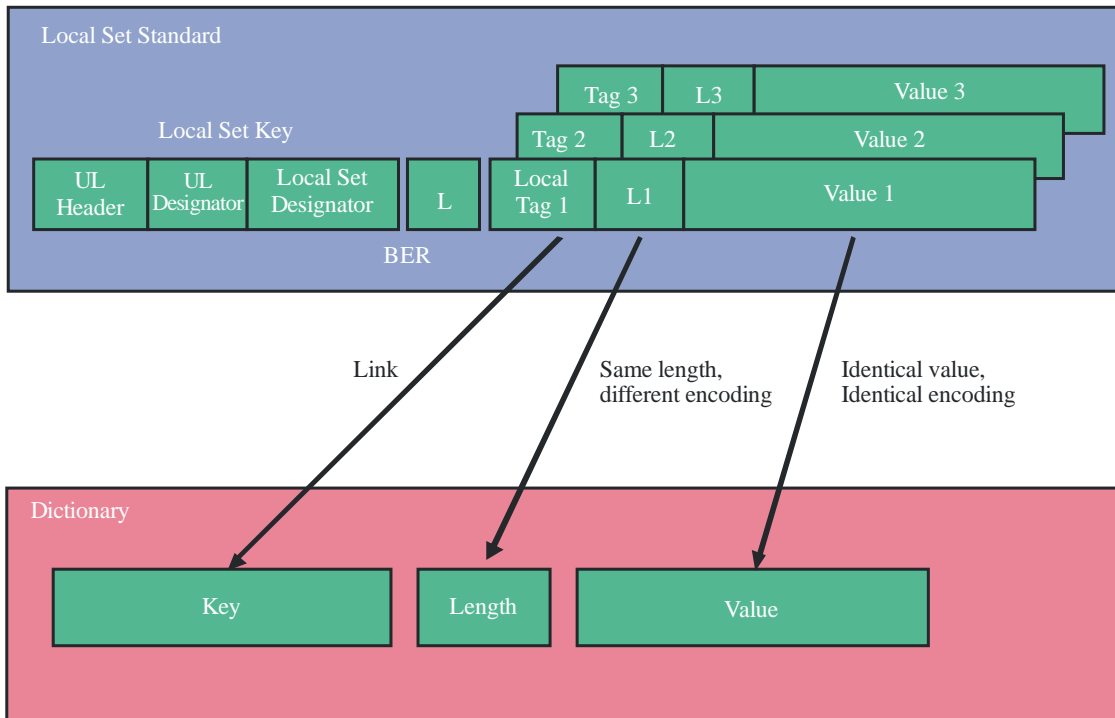 Local Set Standard
Tag 3
L3
Value 3
Local Set Key
Tag 2
L2
Value 2
UL
Header
UL
Designator
Local Set
Designator
L
Local
Tag 1
L1
Value 1
BER
Link
Same length,
different encoding
Identical value,
Identical encoding
Dictionary
Key
Length
Value